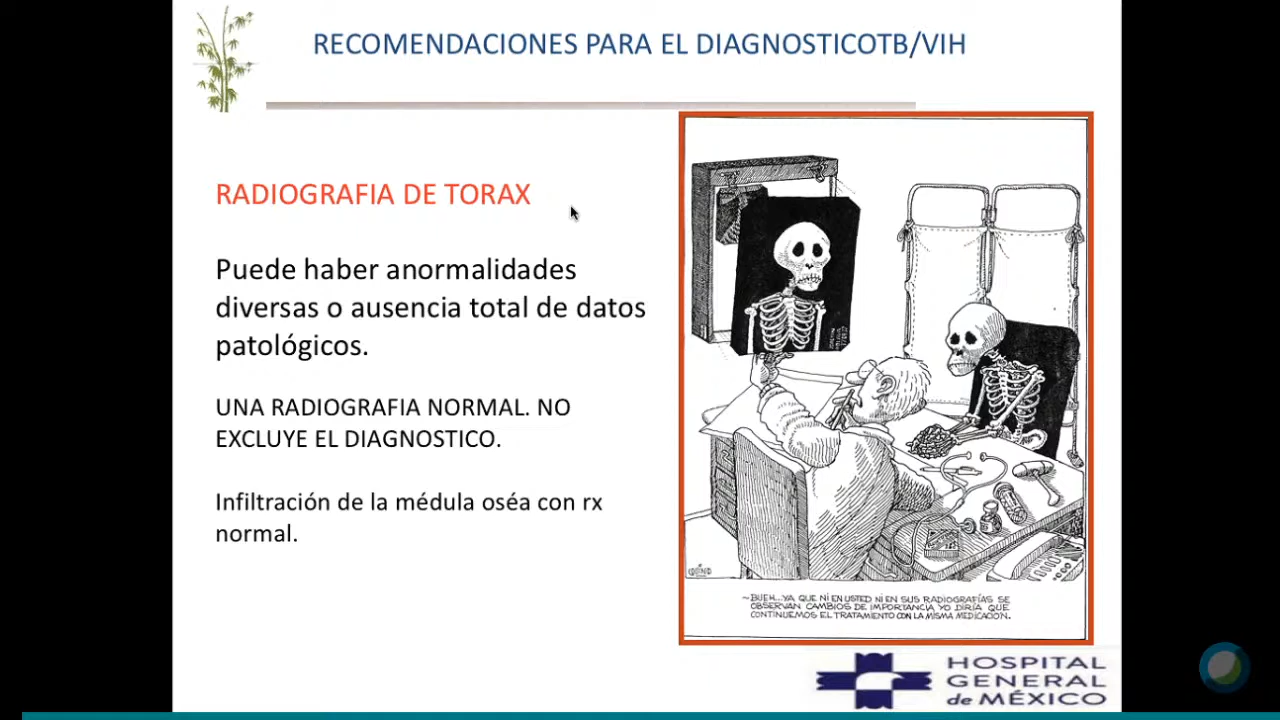 RECOMENDACIONES PARA EL DIAGNOSTICOTB/VIH
RADIOGRAFIA DE TORAX
Puede haber anormalidades
diversas o ausencia total de datos
patológicos.
UNA RADIOGRAFIA NORMAL. NO
EXCLUYE EL DIAGNOSTICO.
Infiltración de la médula oséa con rx
normal.
~BUEH...YA QUE NI EN USTED NI EN SUS RADIOGRAFÍAS SE
OBSERVAN CAMBIOS DE IMPORTANCIA YO DIRÍA QUE
CONTINUEMOS EL TRATAMIENTO CON LA MISMA MEDICACIÓN.
HOSPITAL
GENERAL
de MÉXICO